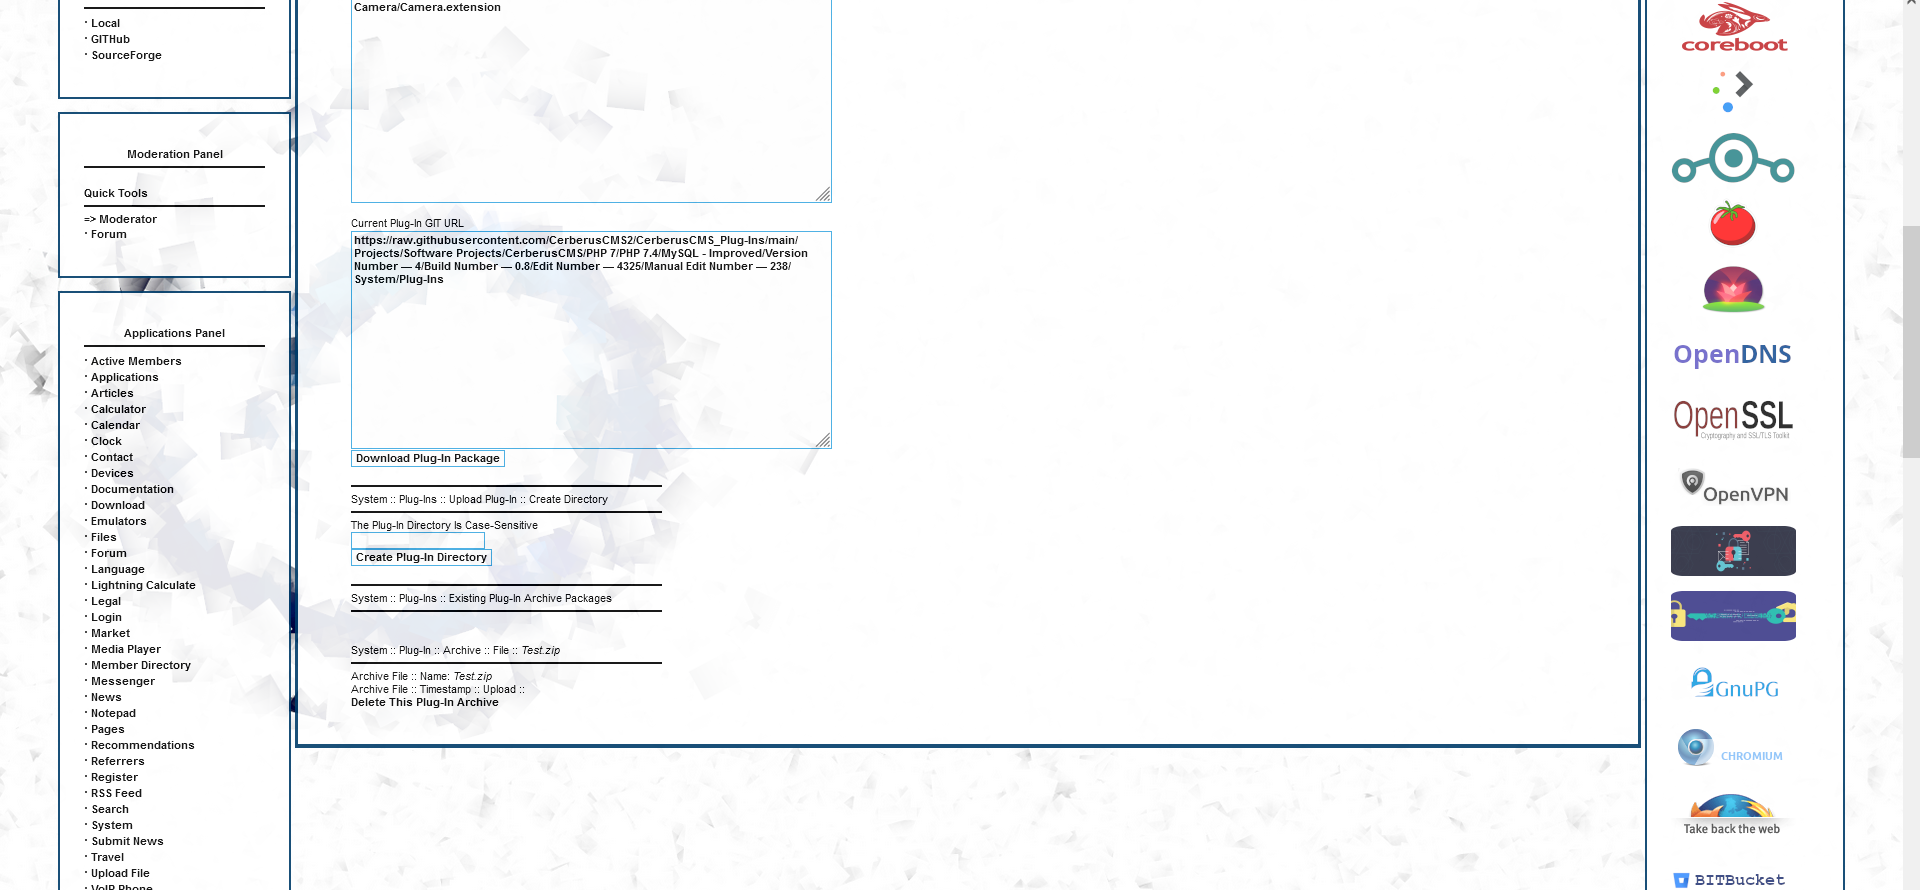 · Local
· GITHub
· SourceForge
Moderation Panel
Quick Tools
=> Moderator
· Forum
Applications Panel
· Active Members
· Applications
· Articles
· Calculator
· Calendar
· Clock
· Contact
· Devices
· Documentation
· Download
· Emulators
· Files
· Forum
· Language
· Lightning Calculate
· Legal
· Login
· Market
· Media Player
· Member Directory
· Messenger
· News
· Notepad
· Pages
· Recommendations
· Referrers
· Register
· RSS Feed
· Search
· System
· Submit News
· Travel
· Upload File
· VoIP Phone
Camera/Camera.extension
Current Plug-In GIT URL
https://raw.githubusercontent.com/CerberusCMS2/CerberusCMS_Plug-Ins/main/
Projects/Software Projects/CerberusCMS/PHP 7/PHP 7.4/MySQL - Improved/Version
Number — 4/Build Number — 0.8/Edit Number — 4325/Manual Edit Number — 238/
System/Plug-Ins
Download Plug-In Package
System :: Plug-Ins :: Upload Plug-In :: Create Directory
The Plug-In Directory Is Case-Sensitive
Create Plug-In Directory
System :: Plug-Ins :: Existing Plug-In Archive Packages
System :: Plug-In :: Archive :: File :: Test.zip
Archive File :: Name: Test.zip
Archive File :: Timestamp :: Upload ::
Delete This Plug-In Archive
coreboot
OpenDNS
OpenSSL
Cryptography and SSL/TLS Toolkit
OpenVPN
GnuPG
CHROMIUM
Take back the web
BITBucket